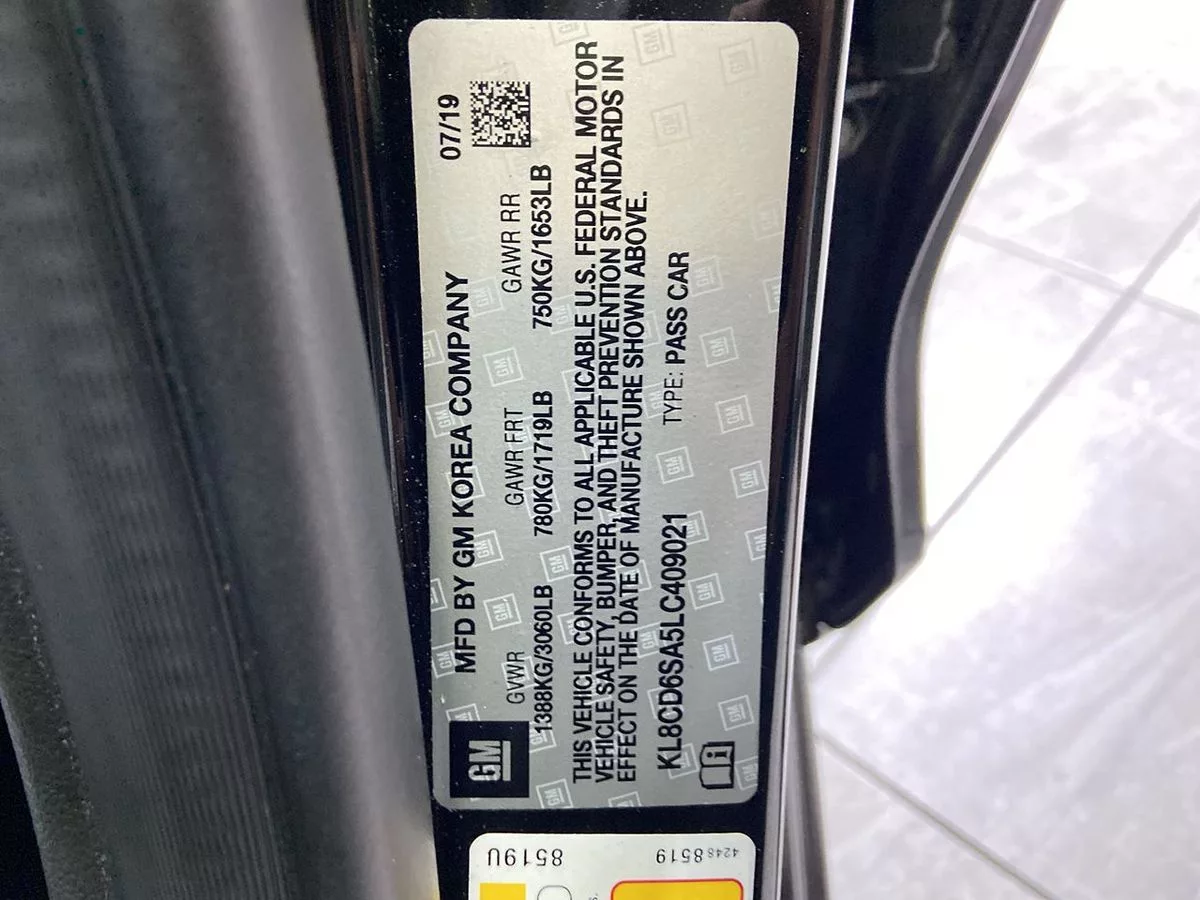 MFD BY GM KOREA COMPANY 07/19
GM
GVWR GAWR FRT GAWR RR
1388KG/3060LB 780KG/1719LB 750KG/1653LB
THIS VEHICLE CONFORMS TO ALL APPLICABLE U.S. FEDERAL MOTOR
VEHICLE SAFETY, BUMPER, AND THEFT PREVENTION STANDARDS IN
EFFECT ON THE DATE OF MANUFACTURE SHOWN ABOVE.
KL8CD6SA5LC409021 TYPE: PASS CAR
8519U
42488519